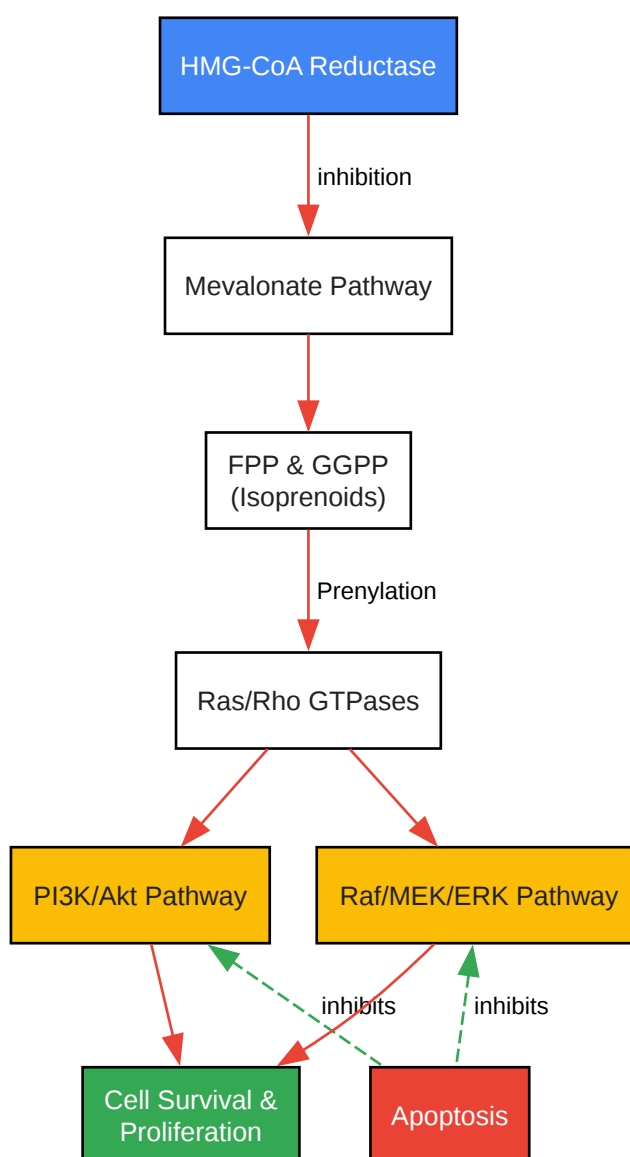 HMG-CoA Reductase
inhibition
Mevalonate Pathway
FPP & GGPP
(Isoprenoids)
Prenylation
Ras/Rho GTPases
PI3K/Akt Pathway
Raf/MEK/ERK Pathway
inhibits
inhibits
Cell Survival &
Proliferation
Apoptosis